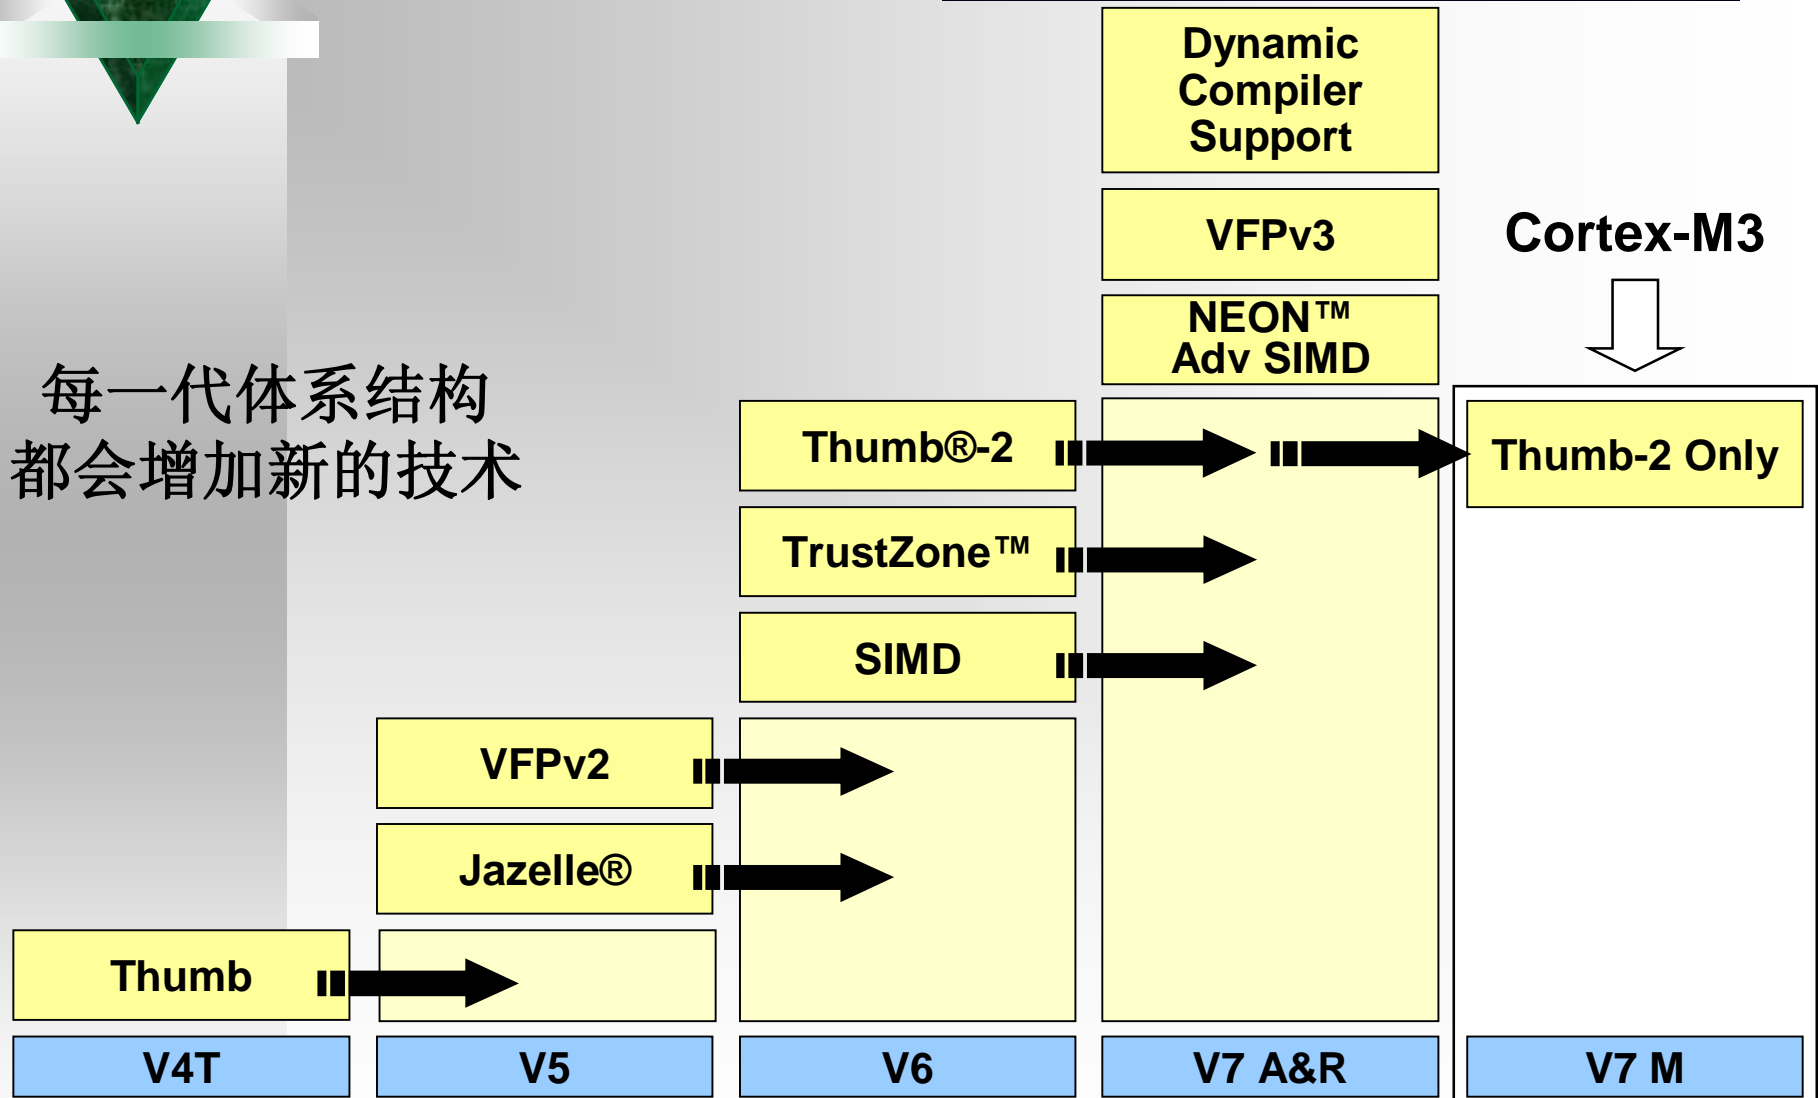 Dynamic
Compiler
Support
VFPv3
Cortex-M3
NEON™
Adv SIMD
每一代体系结构
都会增加新的技术
Thumb®-2
Thumb-2 Only
TrustZone™
SIMD
VFPv2
Jazelle®
Thumb
V4T
V5
V6
V7 A&R
V7 M